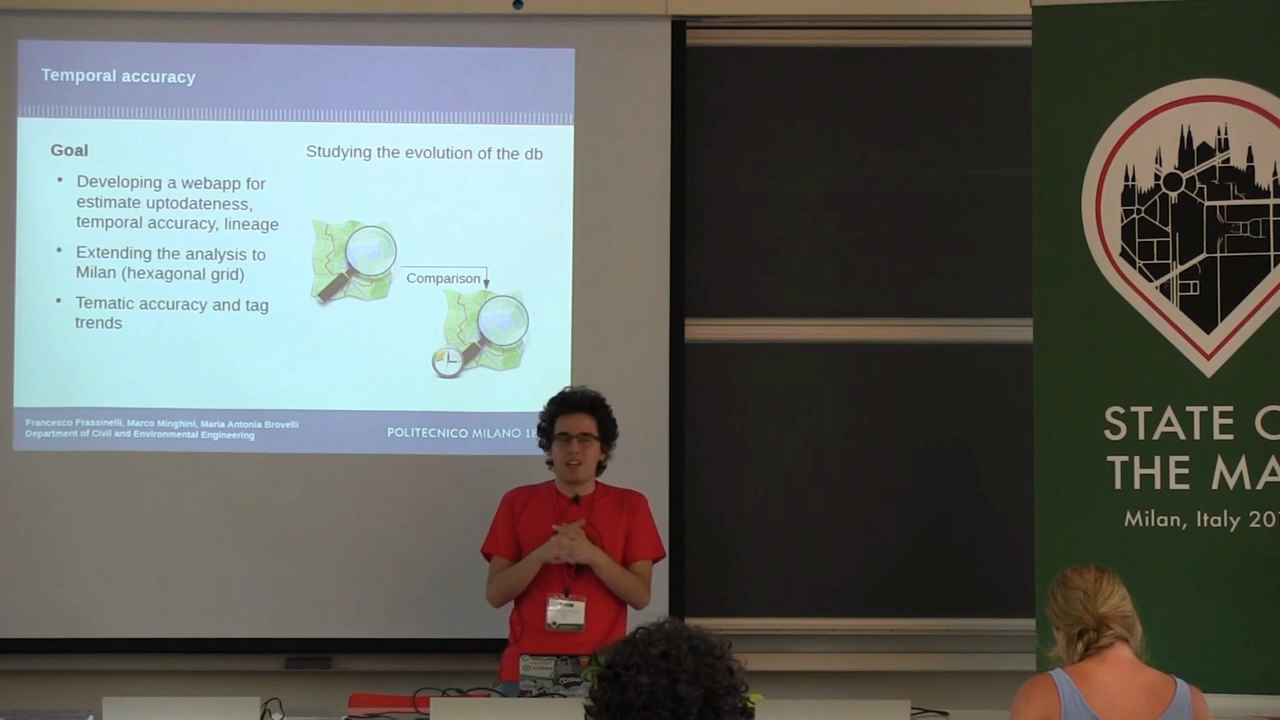 Temporal accuracy
Goal
Studying the evolution of the db
• Developing a webapp for
estimate uptodateness,
temporal accuracy, lineage
• Extending the analysis to
Milan (hexagonal grid)
• Tematic accuracy and tag
trends
Comparison
Francesco Frassinelli, Marco Minghini, Maria Antonia Brovelli
Department of Civil and Environmental Engineering
POLITECNICO MILANO 18
STATE O
THE MA
Milan, Italy 20